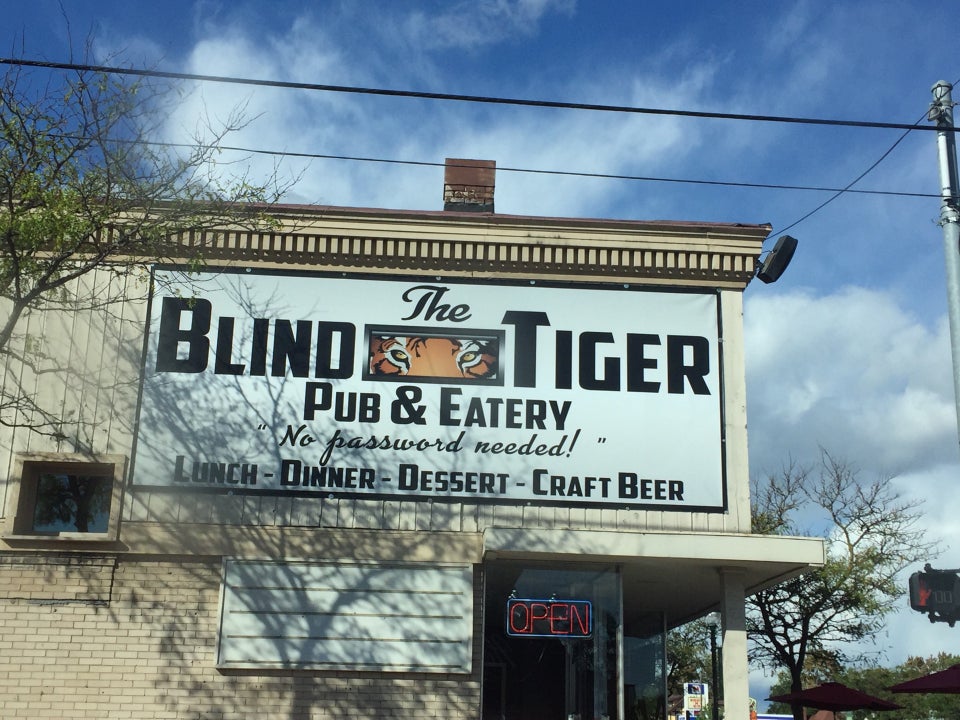 The
BLIND TIGER
PUB & EATERY
"No password needed!"
LUNCH - DINNER - DESSERT - CRAFT BEER
OPEN